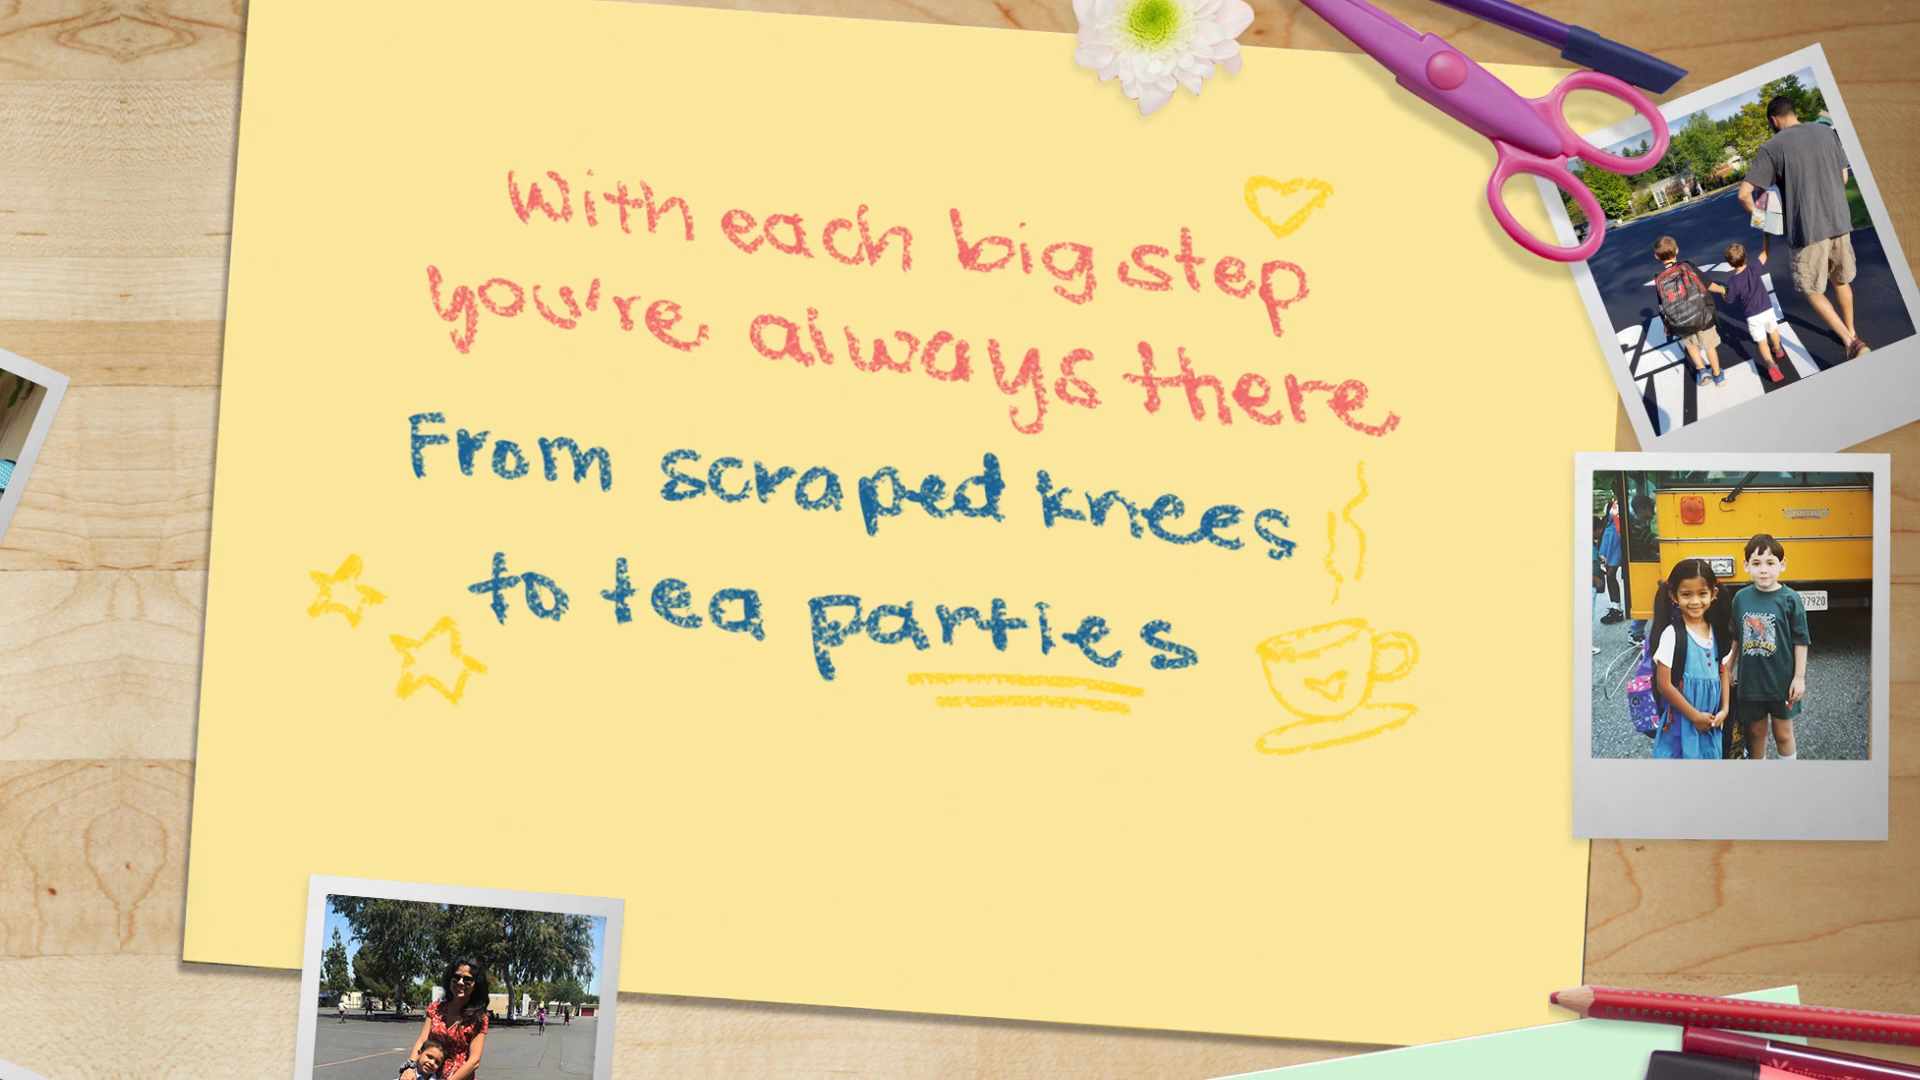 With each big step
you're always there
From scraped knees
to tea parties